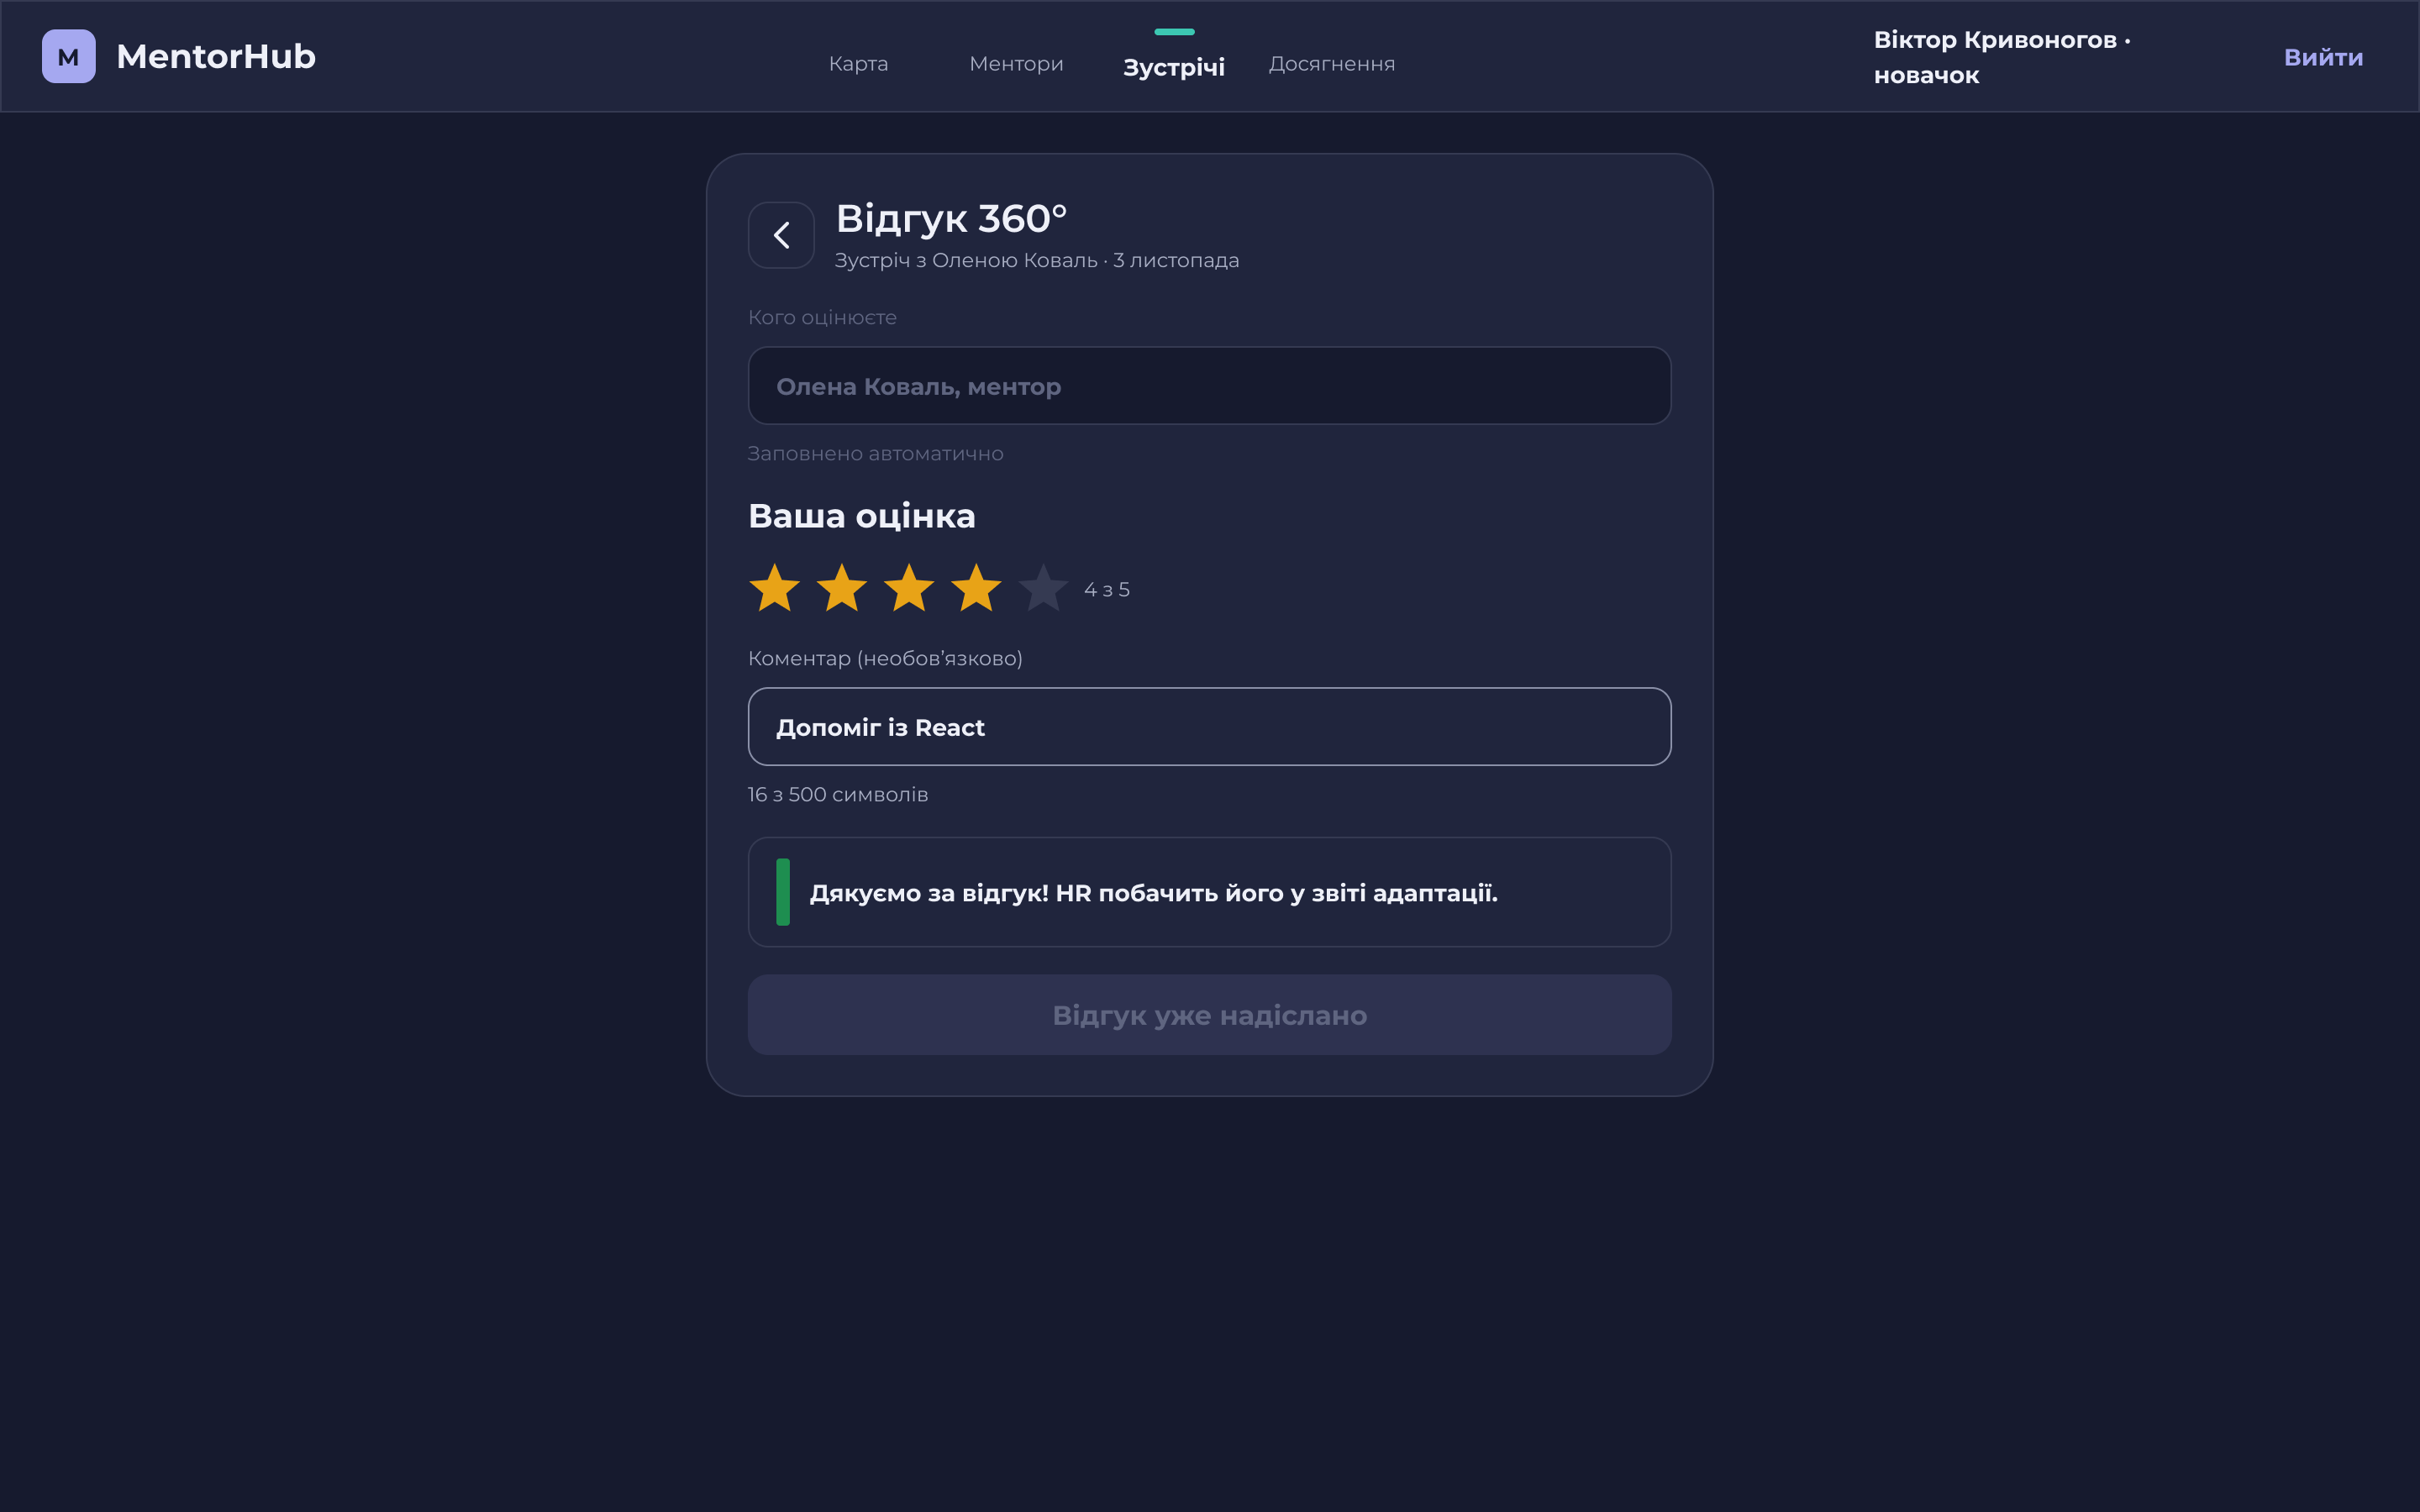 M MentorHub
Карта Ментори Зустрічі Досягнення
Віктор Кривоногов ·
новачок
Вийти
Відгук 360°
Зустріч з Оленою Коваль · 3 листопада
Кого оцінюєте
Олена Коваль, ментор
Заповнено автоматично
Ваша оцінка
4 з 5
Коментар (необов’язково)
Допоміг із React
16 з 500 символів
Дякуємо за відгук! HR побачить його у звіті адаптації.
Відгук уже надіслано